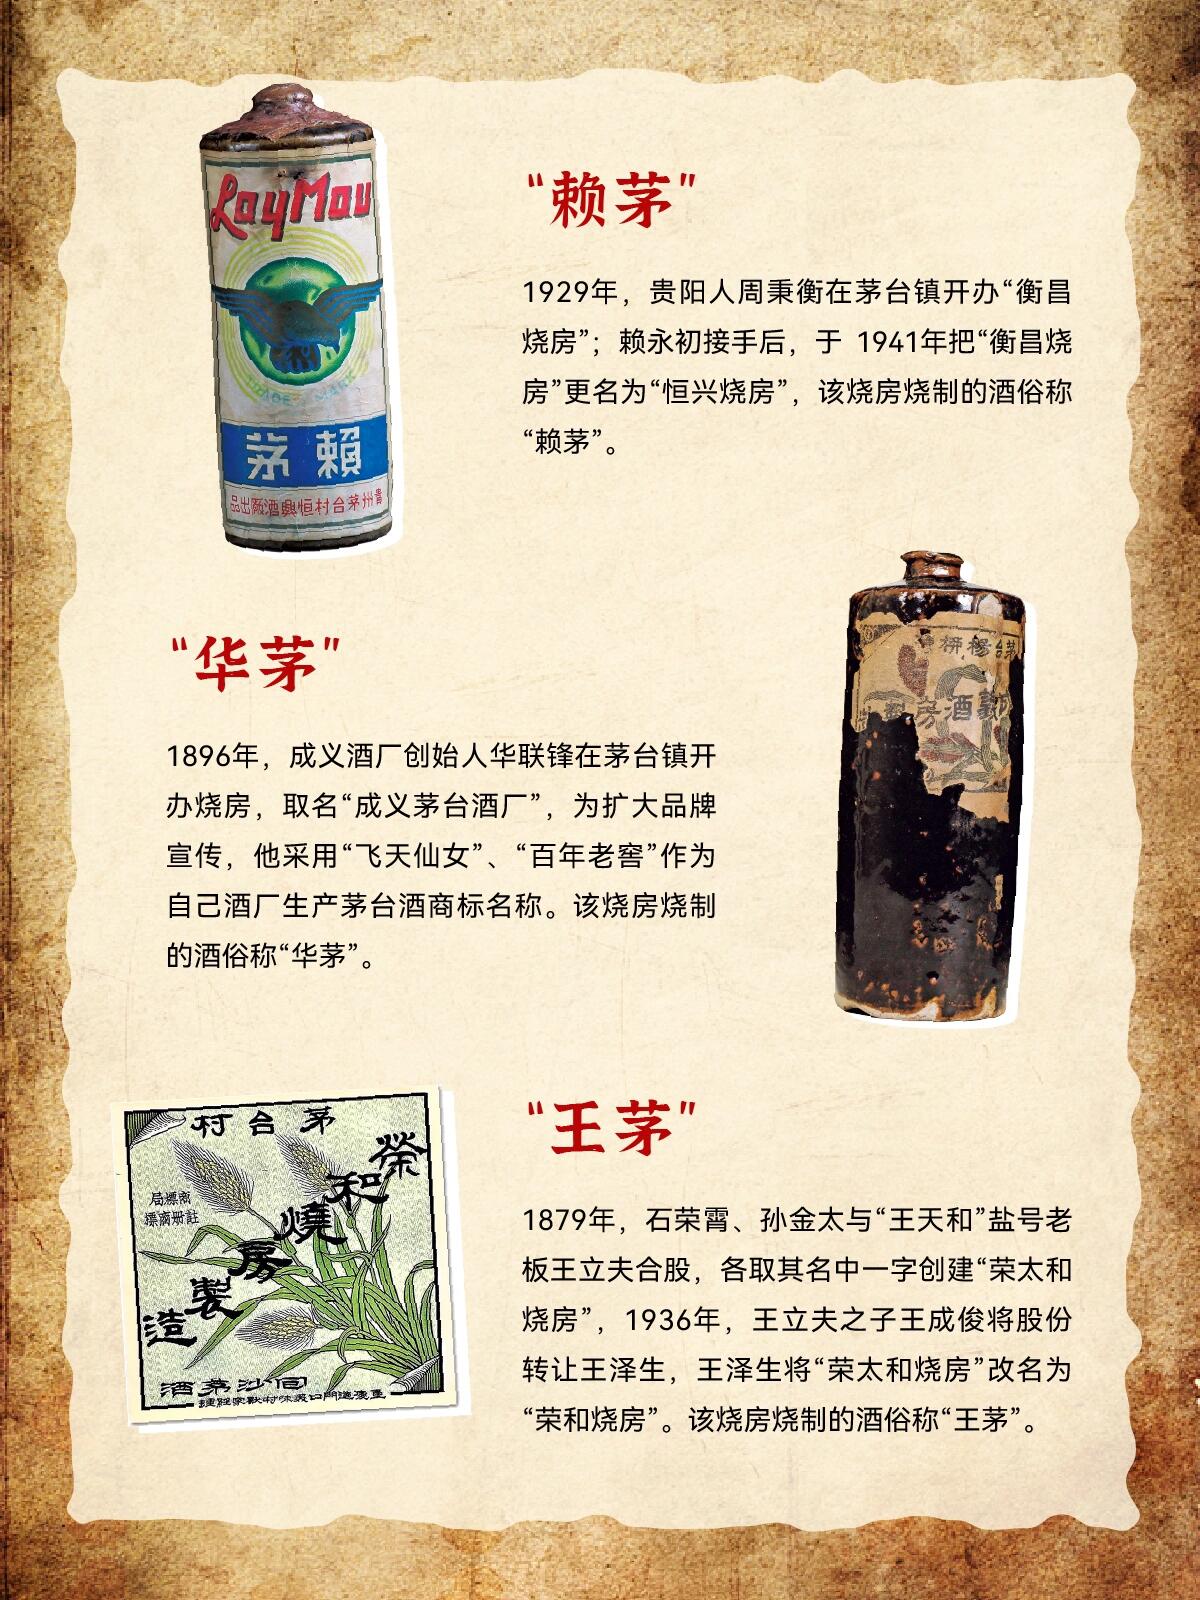 LayMau
TRADE MARK
茅賴
品出厰酒興恒村台茅州貴
“赖茅”
1929年，贵阳人周秉衡在茅台镇开办“衡昌
烧房”；赖永初接手后，于 1941年把“衡昌烧
房”更名为“恒兴烧房”，该烧房烧制的酒俗称
“赖茅”。
“华茅”
1896年，成义酒厂创始人华联锋在茅台镇开
办烧房，取名“成义茅台酒厂”，为扩大品牌
宣传，他采用“飞天仙女”、“百年老窖”作为
自己酒厂生产茅台酒商标名称。该烧房烧制
的酒俗称“华茅”。
台茅
房酒
村台茅
榮和燒房製造
局標商
標商冊註
酒茅沙回
“王茅”
1879年，石荣霄、孙金太与“王天和”盐号老
板王立夫合股，各取其名中一字创建“荣太和
烧房”，1936年，王立夫之子王成俊将股份
转让王泽生，王泽生将“荣太和烧房”改名为
“荣和烧房”。该烧房烧制的酒俗称“王茅”。